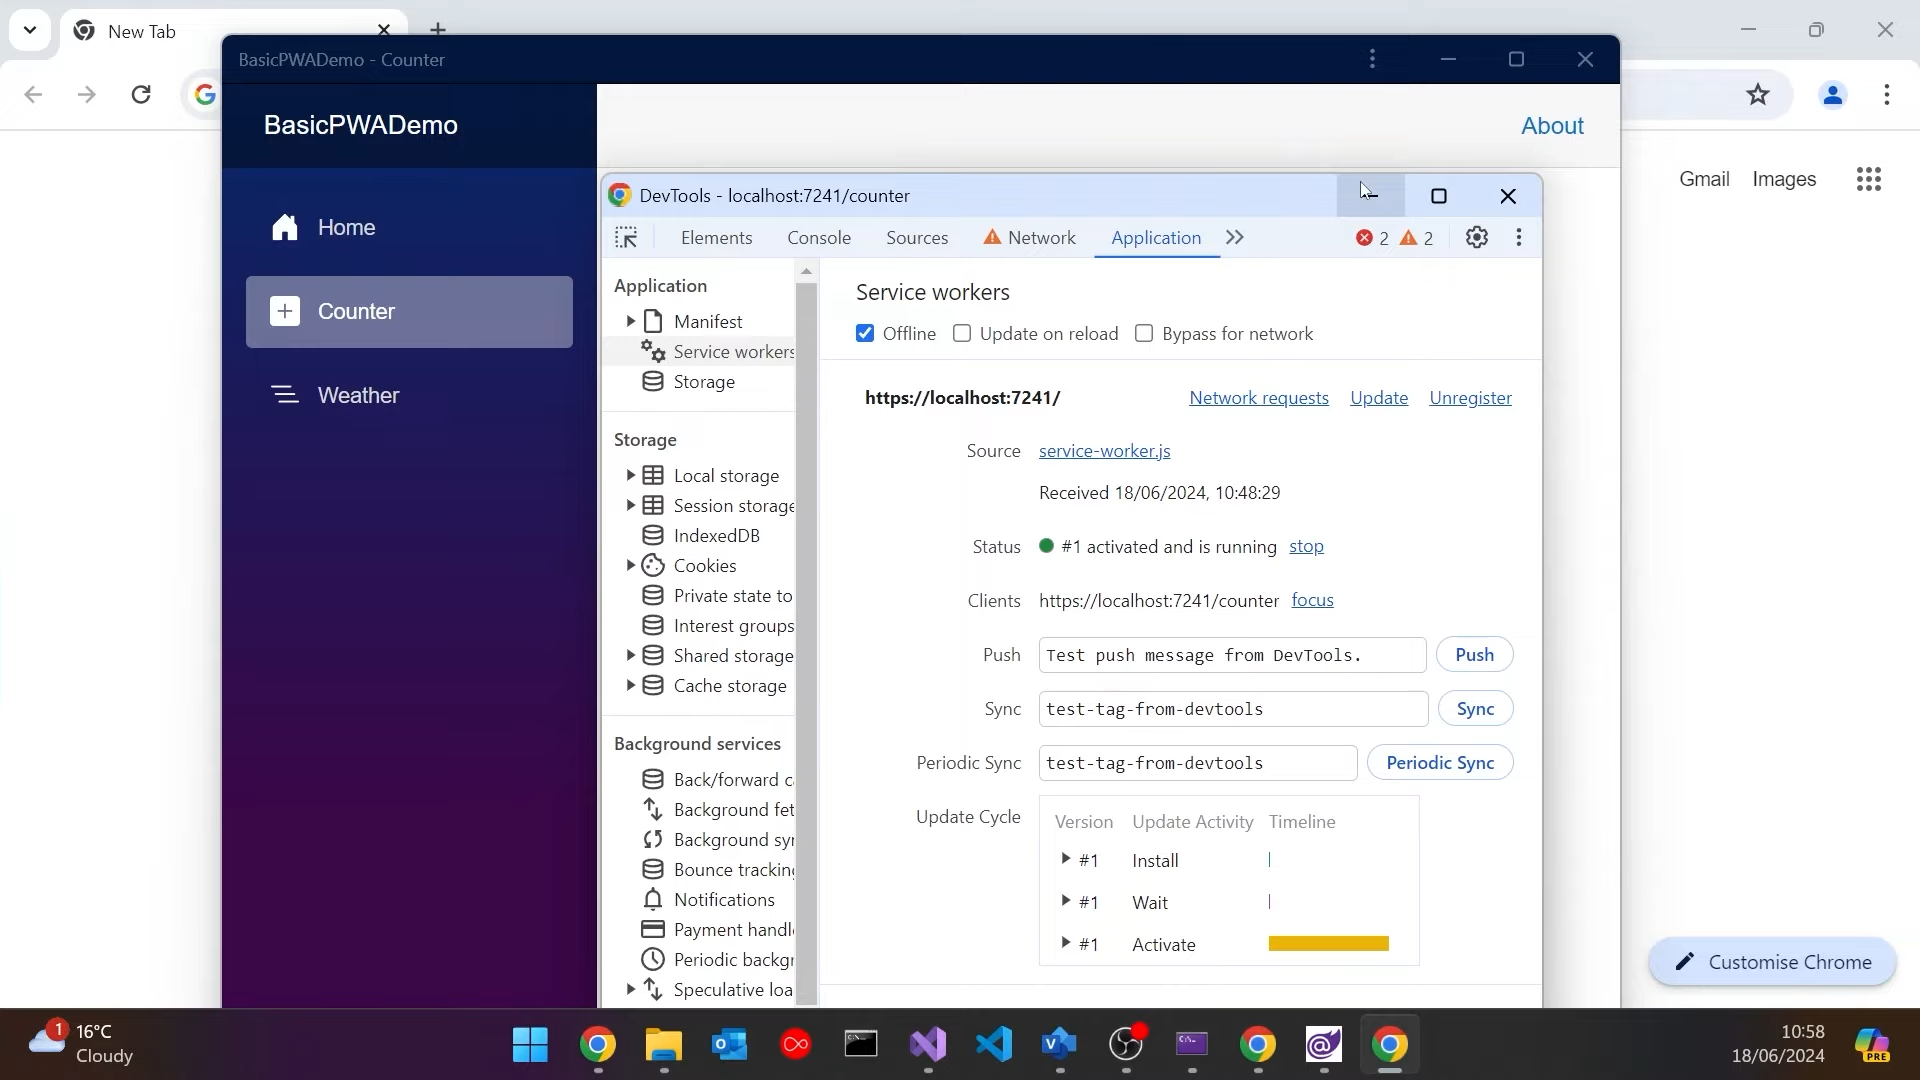 New Tab
BasicPWADemo - Counter
BasicPWADemo
About
Gmail Images
Home
Counter
Weather
DevTools - localhost:7241/counter
Elements Console Sources Network Application 2 2
Application
Manifest
Service workers
Storage
Storage
Local storage
Session storage
IndexedDB
Cookies
Private state to
Interest groups
Shared storage
Cache storage
Background services
Back/forward ca
Background fet
Background syn
Bounce tracking
Notifications
Payment handle
Periodic backgr
Speculative loa
Service workers
Offline Update on reload Bypass for network
https://localhost:7241/ Network requests Update Unregister
Source service-worker.js
Received 18/06/2024, 10:48:29
Status #1 activated and is running stop
Clients https://localhost:7241/counter focus
Push Test push message from DevTools. Push
Sync test-tag-from-devtools Sync
Periodic Sync test-tag-from-devtools Periodic Sync
Update Cycle Version Update Activity Timeline
#1 Install
#1 Wait
#1 Activate
Customise Chrome
1 16°C
Cloudy
10:58
18/06/2024
PRE